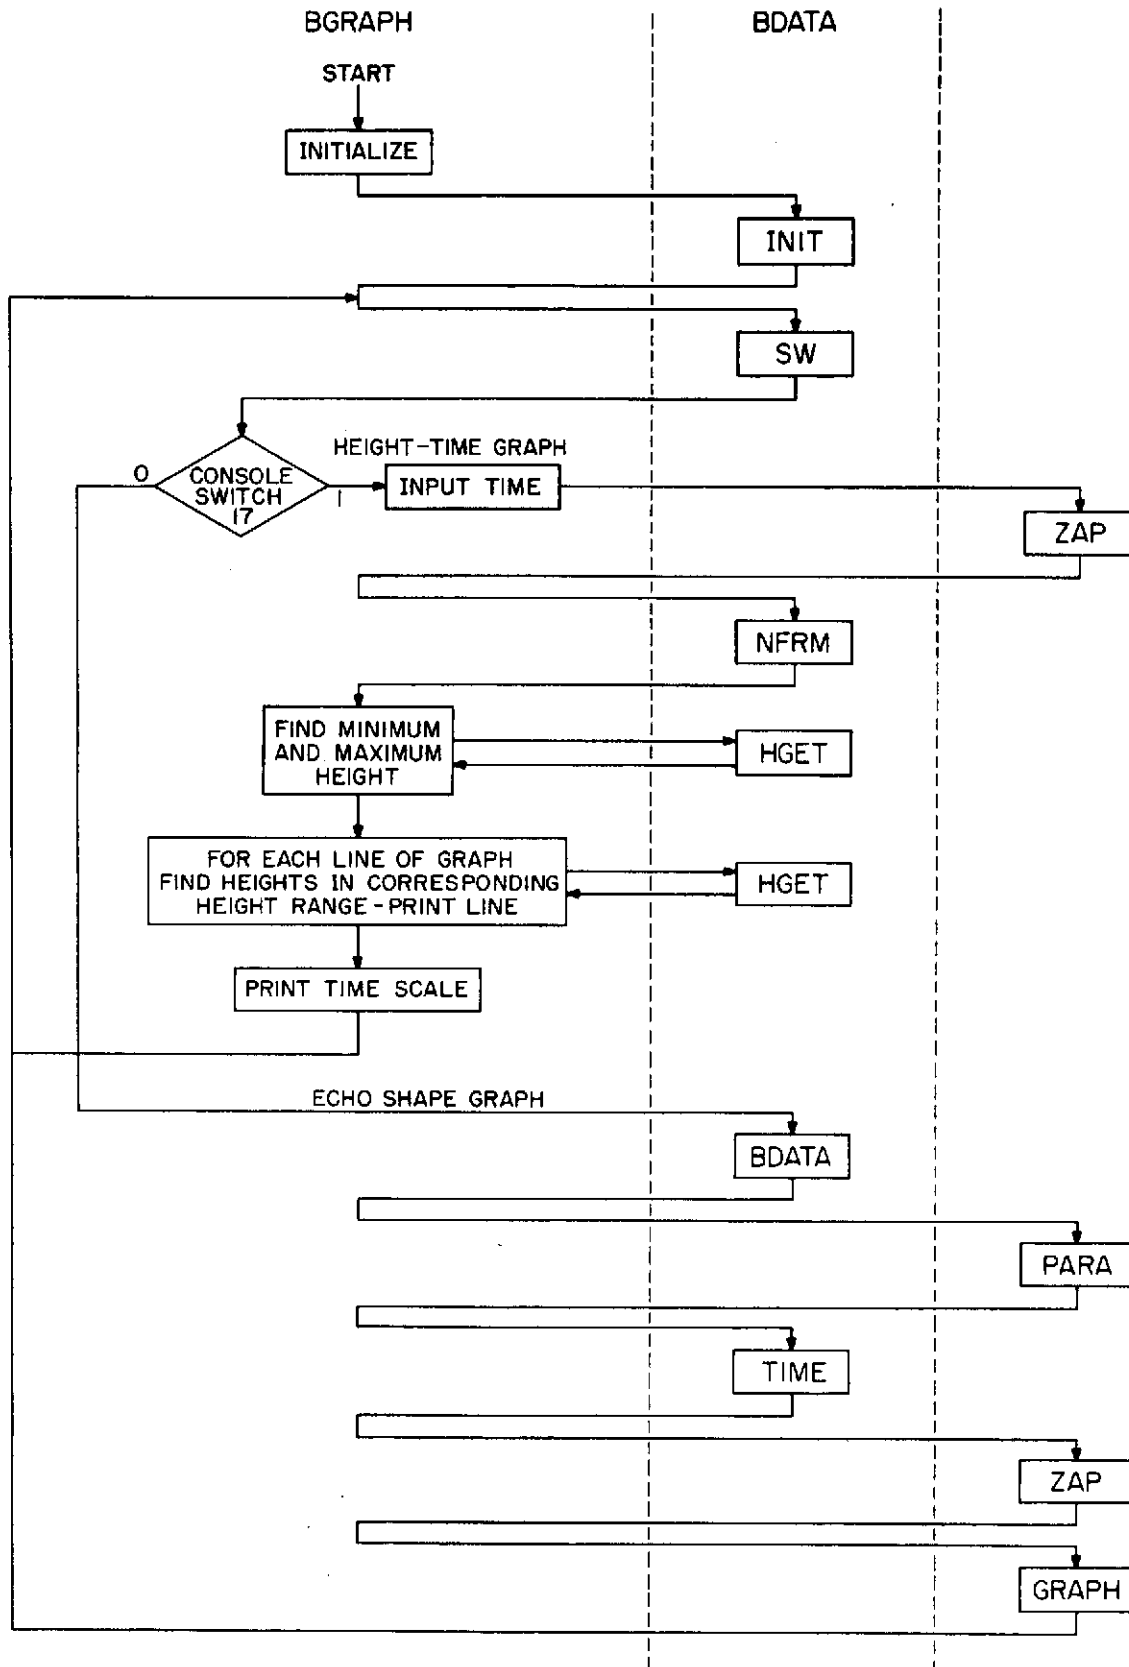 BGRAPH
BDATA
START
INITIALIZE
INIT
SW
HEIGHT-TIME GRAPH
O
CONSOLE
SWITCH
17
1
INPUT TIME
ZAP
NFRM
FIND MINIMUM
AND MAXIMUM
HEIGHT
HGET
FOR EACH LINE OF GRAPH
FIND HEIGHTS IN CORRESPONDING
HEIGHT RANGE-PRINT LINE
HGET
PRINT TIME SCALE
ECHO SHAPE GRAPH
BDATA
PARA
TIME
ZAP
GRAPH